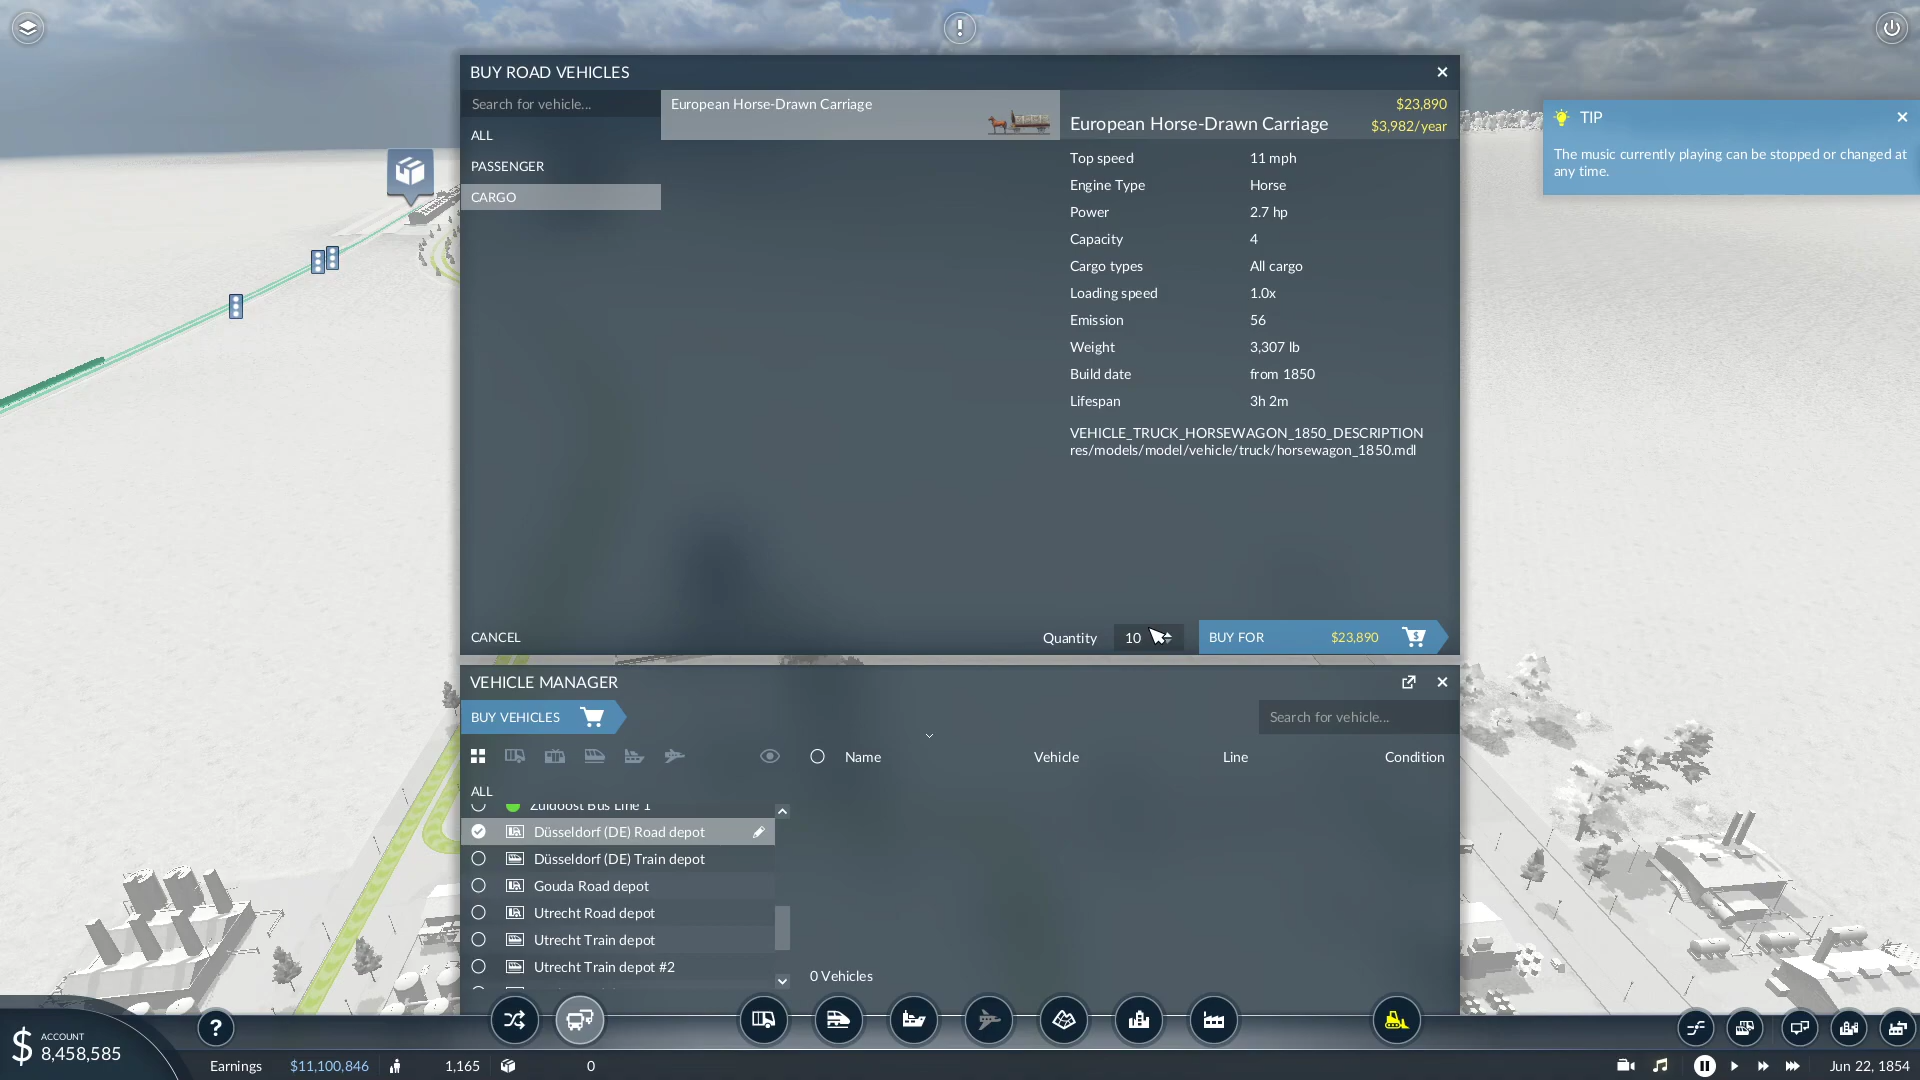 BUY ROAD VEHICLES
Search for vehicle...
ALL
PASSENGER
CARGO
European Horse-Drawn Carriage
$23,890
European Horse-Drawn Carriage
$3,982/year
Top speed 11 mph
Engine Type Horse
Power 2.7 hp
Capacity 4
Cargo types All cargo
Loading speed 1.0x
Emission 56
Weight 3,307 lb
Build date from 1850
Lifespan 3h 2m
VEHICLE_TRUCK_HORSEWAGON_1850_DESCRIPTION
res/models/model/vehicle/truck/horsewagon_1850.mdl
CANCEL
Quantity 10
BUY FOR $23,890
TIP
The music currently playing can be stopped or changed at
any time.
VEHICLE MANAGER
BUY VEHICLES
Search for vehicle...
Name Vehicle Line Condition
ALL
Zuidoost Bus Line 1
Düsseldorf (DE) Road depot
Düsseldorf (DE) Train depot
Gouda Road depot
Utrecht Road depot
Utrecht Train depot
Utrecht Train depot #2
0 Vehicles
ACCOUNT
8,458,585
Earnings $11,100,846 1,165 0
Jun 22, 1854